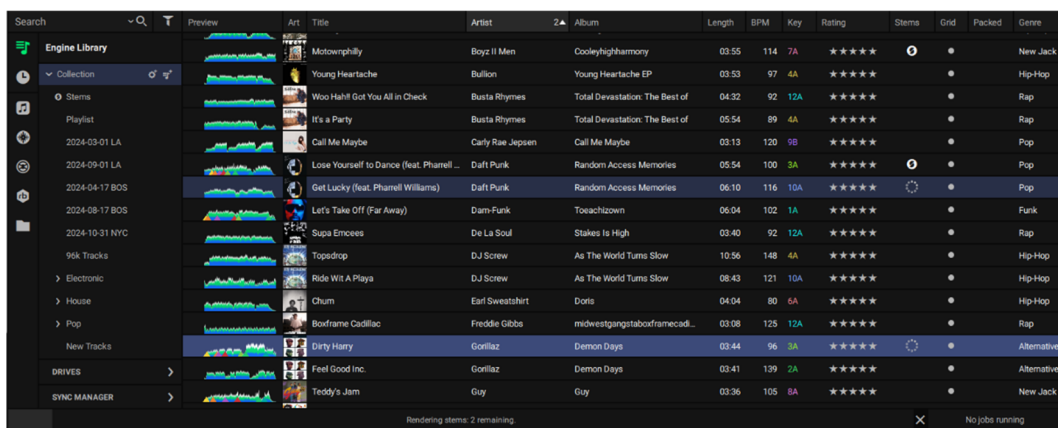 Search Preview Art Title Artist 2▲ Album Length BPM Key Rating Stems Grid Packed Genre
Engine Library
Collection
Stems
Playlist
2024-03-01 LA
2024-09-01 LA
2024-04-17 BOS
2024-08-17 BOS
2024-10-31 NYC
96k Tracks
Electronic
House
Pop
New Tracks
DRIVES
SYNC MANAGER
Motownphilly Boyz II Men Cooleyhighharmony 03:55 114 7A ★★★★★ New Jack
Young Heartache Bullion Young Heartache EP 03:53 97 4A ★★★★★ Hip-Hop
Woo Hah!! Got You All in Check Busta Rhymes Total Devastation: The Best of 04:32 92 12A ★★★★★ Rap
It's a Party Busta Rhymes Total Devastation: The Best of 05:54 89 4A ★★★★★ Rap
Call Me Maybe Carly Rae Jepsen Call Me Maybe 03:13 120 9B ★★★★★ Pop
Lose Yourself to Dance (feat. Pharrell ... Daft Punk Random Access Memories 05:54 100 3A ★★★★★ Pop
Get Lucky (feat. Pharrell Williams) Daft Punk Random Access Memories 06:10 116 10A ★★★★★ Pop
Let's Take Off (Far Away) Dam-Funk Toeachizown 06:04 102 1A ★★★★★ Funk
Supa Emcees De La Soul Stakes Is High 03:40 92 12A ★★★★★ Rap
Topsdrop DJ Screw As The World Turns Slow 10:56 148 4A ★★★★★ Hip-Hop
Ride Wit A Playa DJ Screw As The World Turns Slow 08:43 121 10A ★★★★★ Hip-Hop
Chum Earl Sweatshirt Doris 04:04 80 6A ★★★★★ Hip-Hop
Boxframe Cadillac Freddie Gibbs midwestgangstaboxframecadi... 03:08 125 12A ★★★★★ Rap
Dirty Harry Gorillaz Demon Days 03:44 96 3A ★★★★★ Alternative
Feel Good Inc. Gorillaz Demon Days 03:41 139 2A ★★★★★ Alternative
Teddy's Jam Guy Guy 03:36 105 8A ★★★★★ New Jack
Rendering stems: 2 remaining. No jobs running